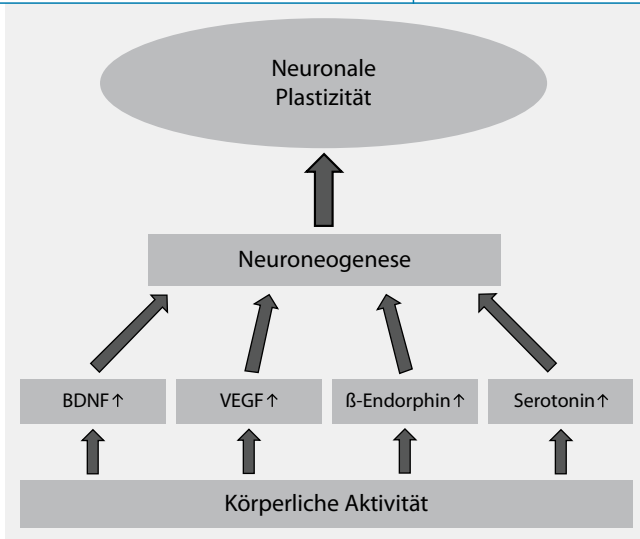 Neuronale
Plastizität
Neuroneogenese
BDNF↑
VEGF↑
ß-Endorphin↑
Serotonin↑
Körperliche Aktivität